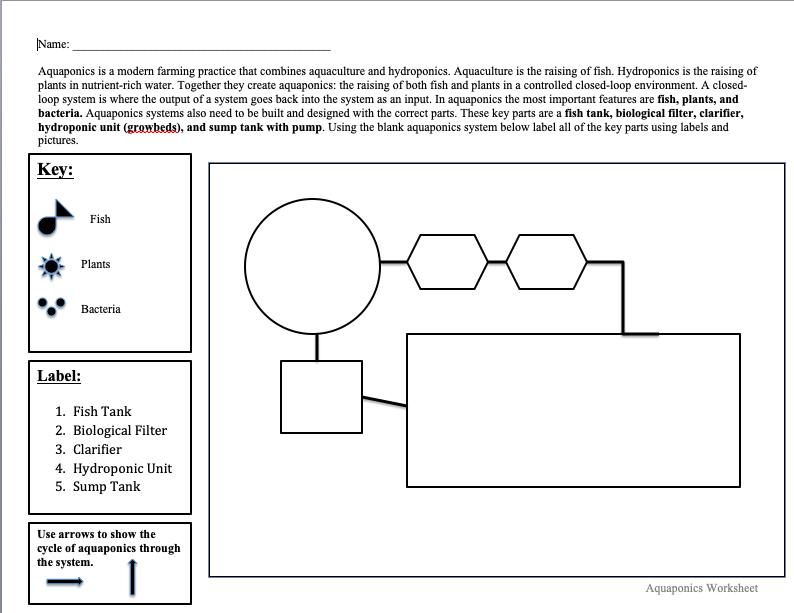 Name: ___________________________________________
Aquaponics is a modern farming practice that combines aquaculture and hydroponics. Aquaculture is the raising of fish. Hydroponics is the raising of
plants in nutrient-rich water. Together they create aquaponics: the raising of both fish and plants in a controlled closed-loop environment. A closed-
loop system is where the output of a system goes back into the system as an input. In aquaponics the most important features are fish, plants, and
bacteria. Aquaponics systems also need to be built and designed with the correct parts. These key parts are a fish tank, biological filter, clarifier,
hydroponic unit (growbeds), and sump tank with pump. Using the blank aquaponics system below label all of the key parts using labels and
pictures.
Key:
Fish
Plants
Bacteria
Label:
1. Fish Tank
2. Biological Filter
3. Clarifier
4. Hydroponic Unit
5. Sump Tank
Use arrows to show the
cycle of aquaponics through
the system.
Aquaponics Worksheet